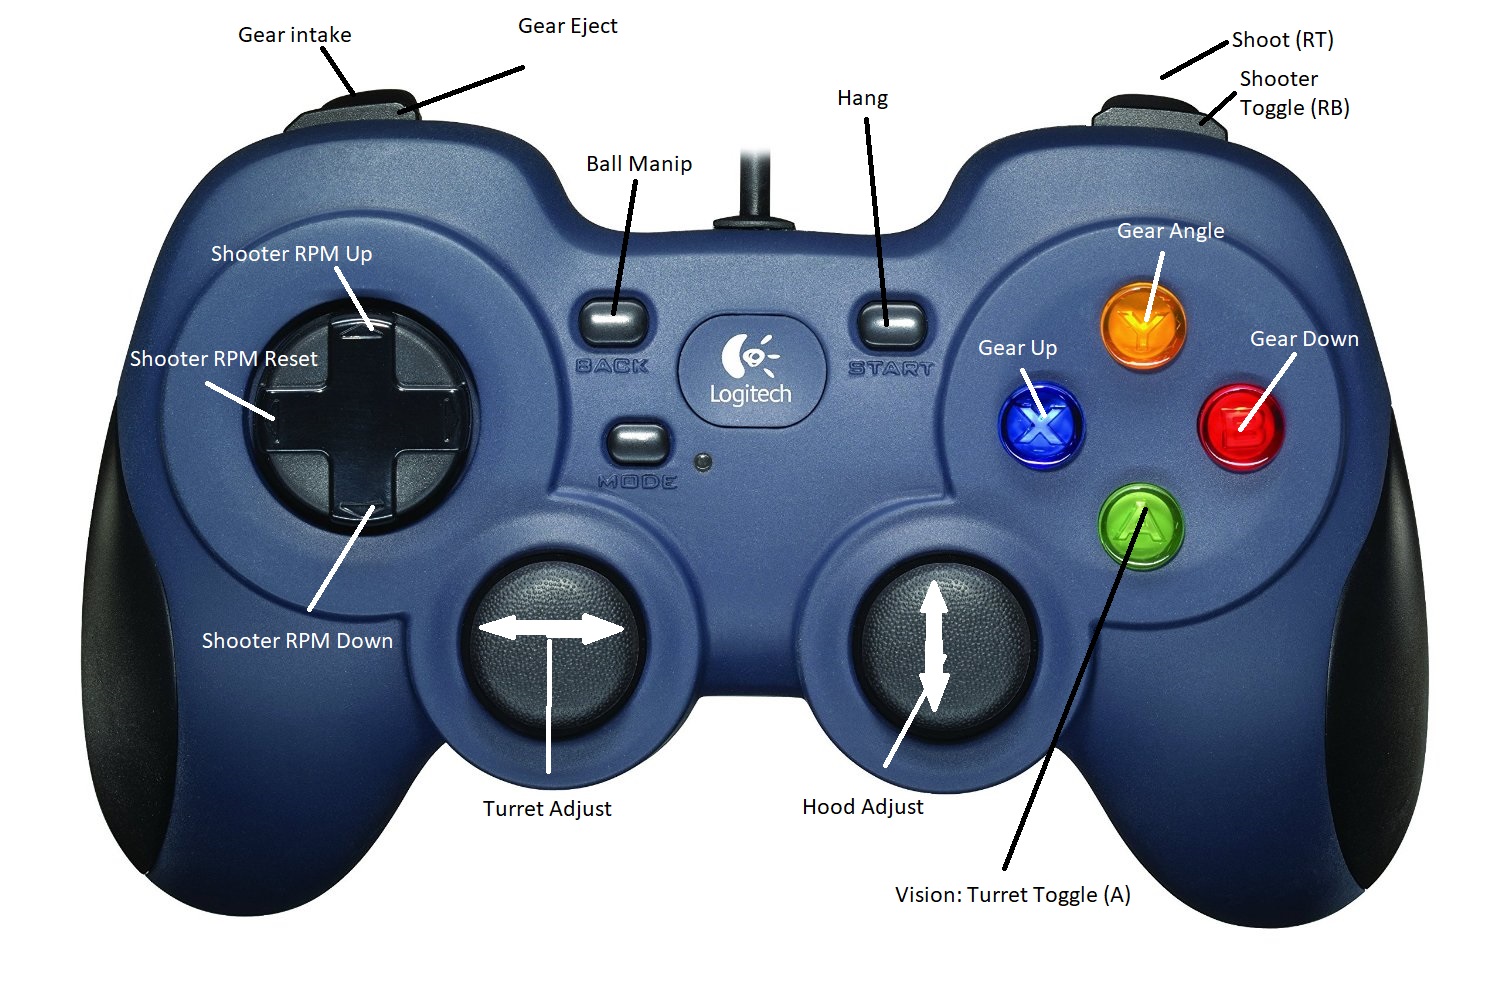 Gear intake
Gear Eject
Shoot (RT)
Shooter
Toggle (RB)
Hang
Ball Manip
Shooter RPM Up
Gear Angle
Shooter RPM Reset
Gear Up
Gear Down
BACK
START
Logitech
Y
X
B
MODE
A
Shooter RPM Down
Turret Adjust
Hood Adjust
Vision: Turret Toggle (A)